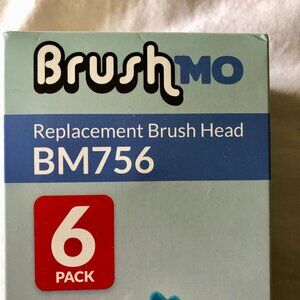 BrushMO
Replacement Brush Head
BM756
6
PACK